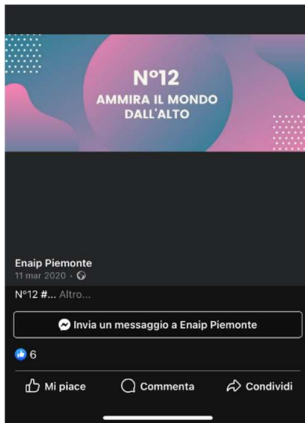 N°12
AMMIRA IL MONDO
DALL'ALTO
Enaip Piemonte
11 mar 2020 ·
N°12 #... Altro...
Invia un messaggio a Enaip Piemonte
6
Mi piace Commenta Condividi